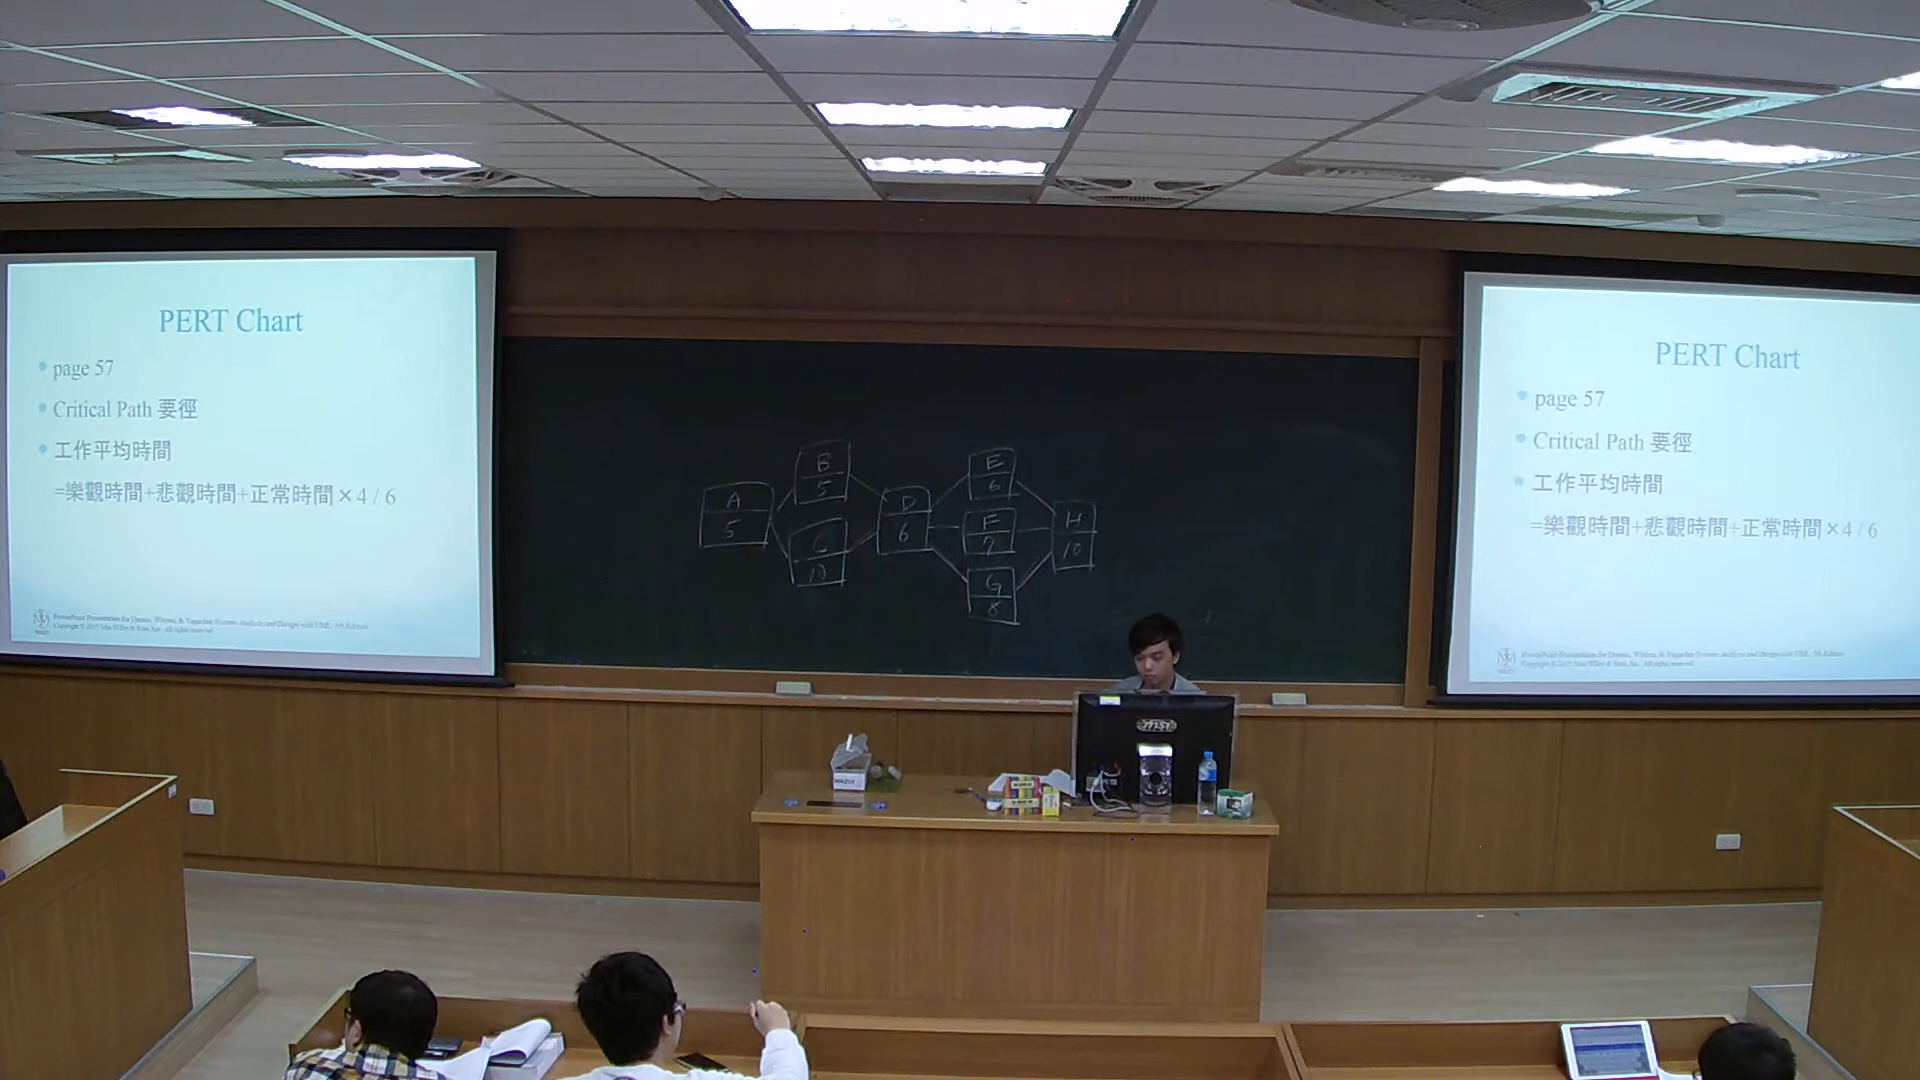 PERT Chart
page 57
Critical Path 要徑
工作平均時間
=樂觀時間+悲觀時間+正常時間×4 / 6
A
5
B
5
C
10
D
6
E
6
F
7
G
8
H
10
PERT Chart
page 57
Critical Path 要徑
工作平均時間
=樂觀時間+悲觀時間+正常時間×4 / 6